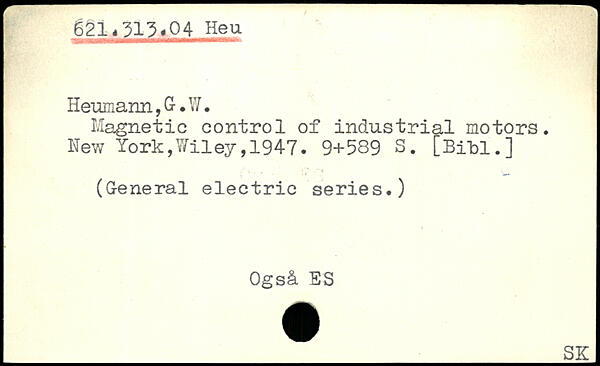 621.313.04 Heu
Heumann,G.W.
Magnetic control of industrial motors.
New York,Wiley,1947. 9+589 S. [Bibl.]
(General electric series.)
Også ES
SK